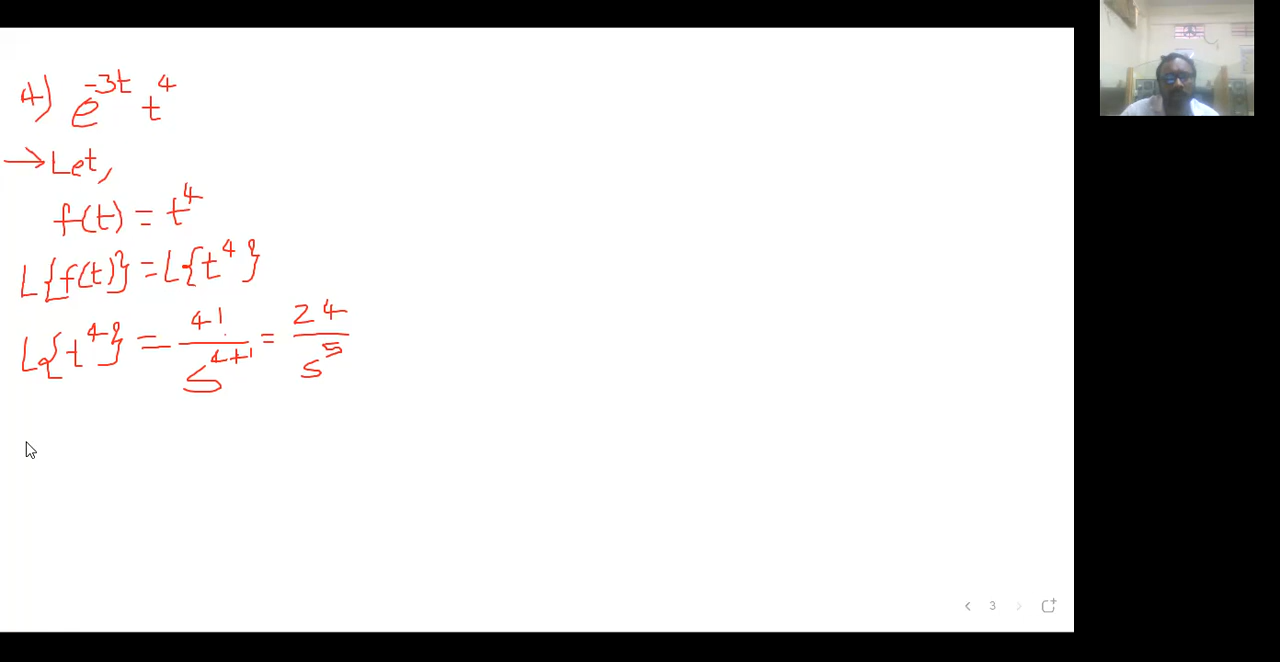 4) e^{-3t} t^4
→ Let,
f(t) = t^4
L{f(t)} = L{t^4}
L{t^4} = 4!/s^{4+1} = 24/s^5
3